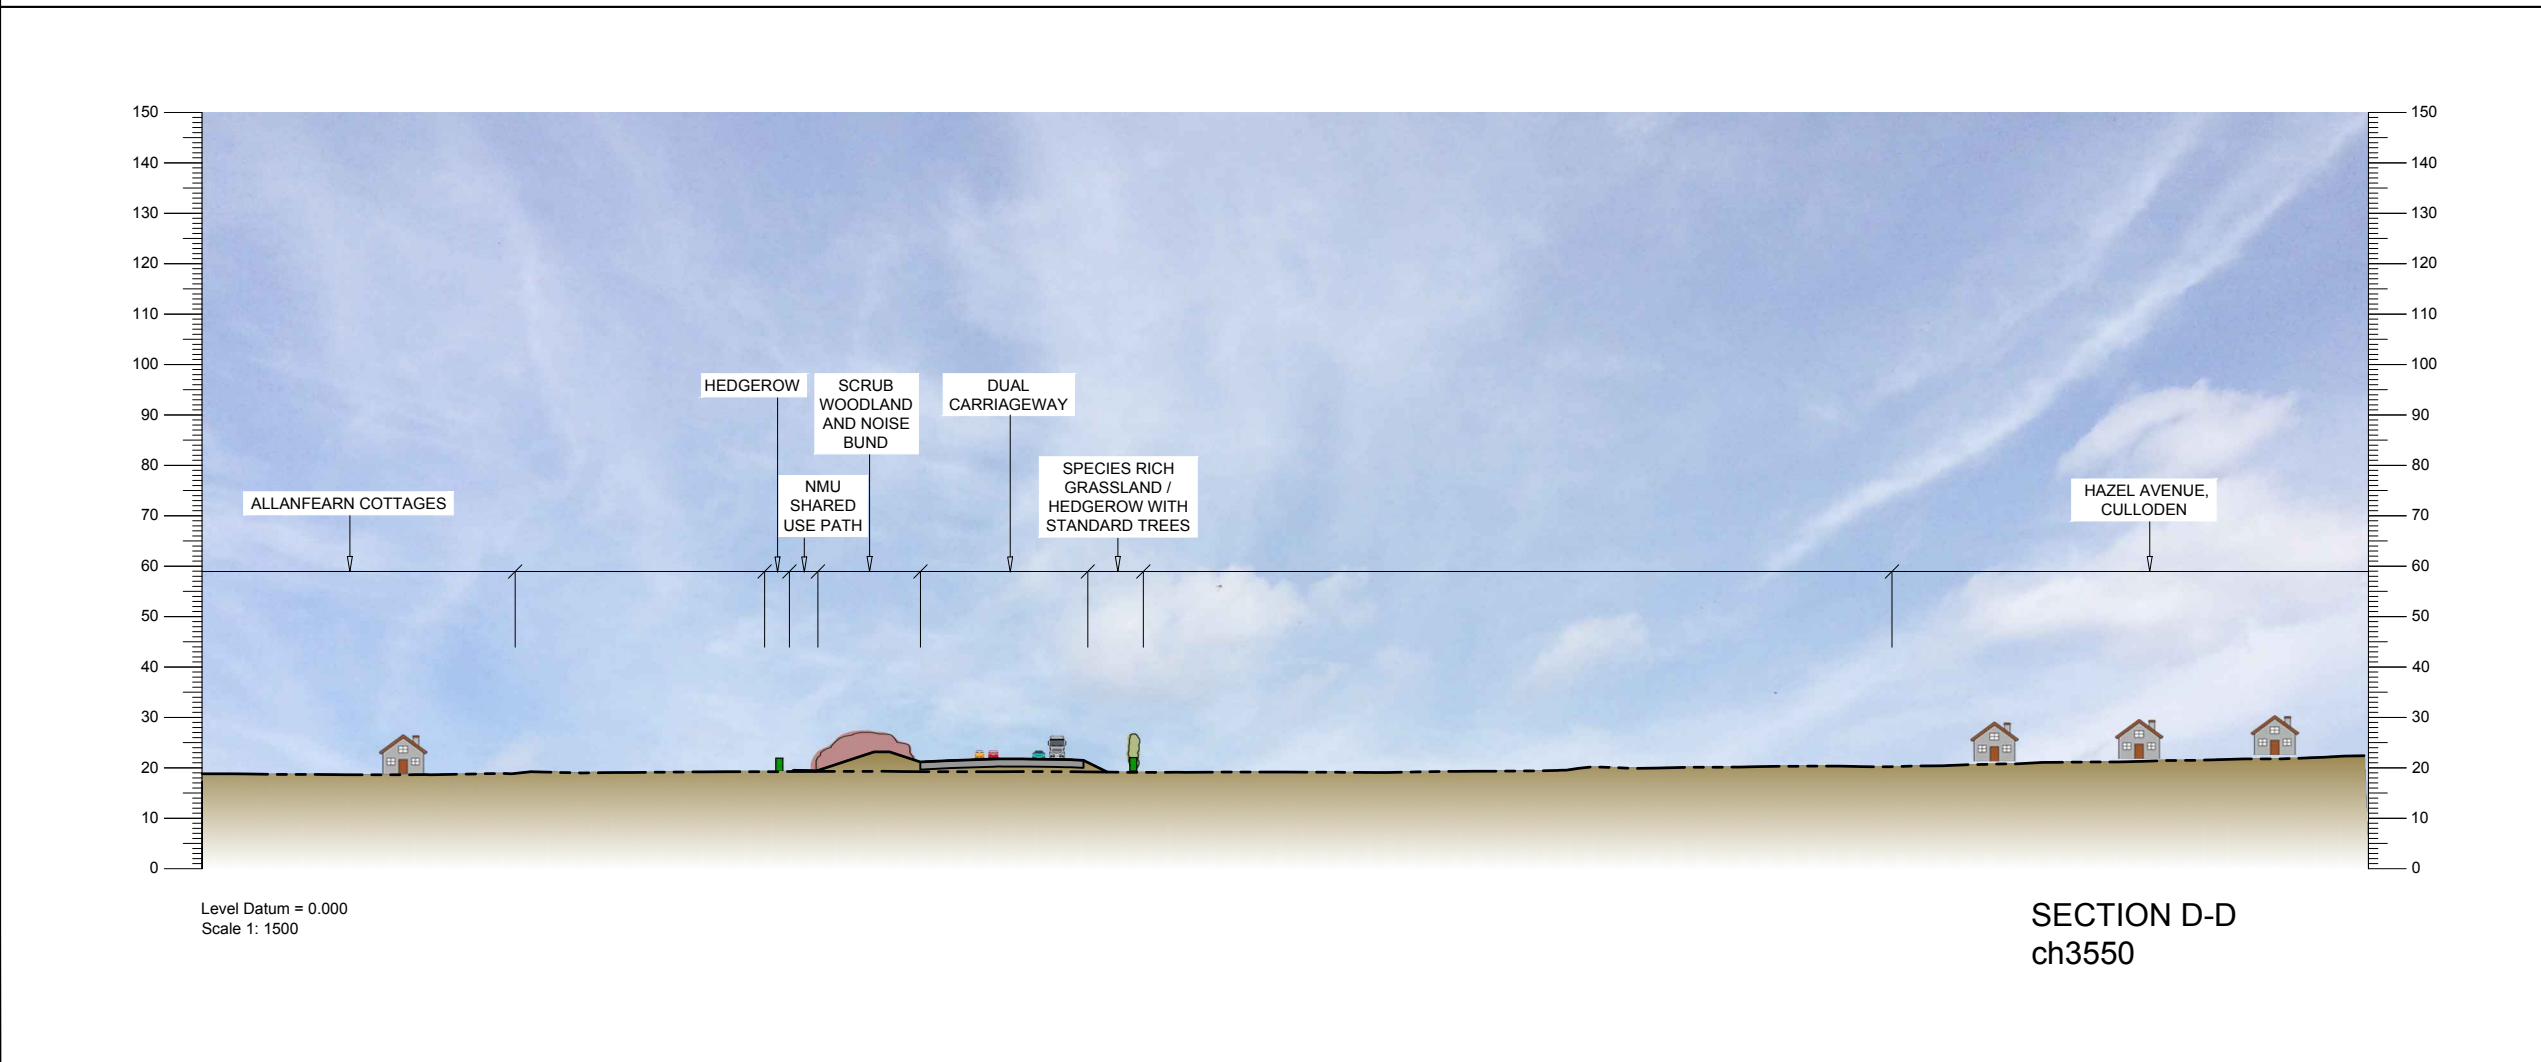 150
140
130
120
110
100
90
80
70
60
50
40
30
20
10
0
ALLANFEARN COTTAGES
HEDGEROW
NMU
SHARED
USE PATH
SCRUB
WOODLAND
AND NOISE
BUND
DUAL
CARRIAGEWAY
SPECIES RICH
GRASSLAND /
HEDGEROW WITH
STANDARD TREES
HAZEL AVENUE,
CULLODEN
150
140
130
120
110
100
90
80
70
60
50
40
30
20
10
0
Level Datum = 0.000
Scale 1: 1500
SECTION D-D
ch3550